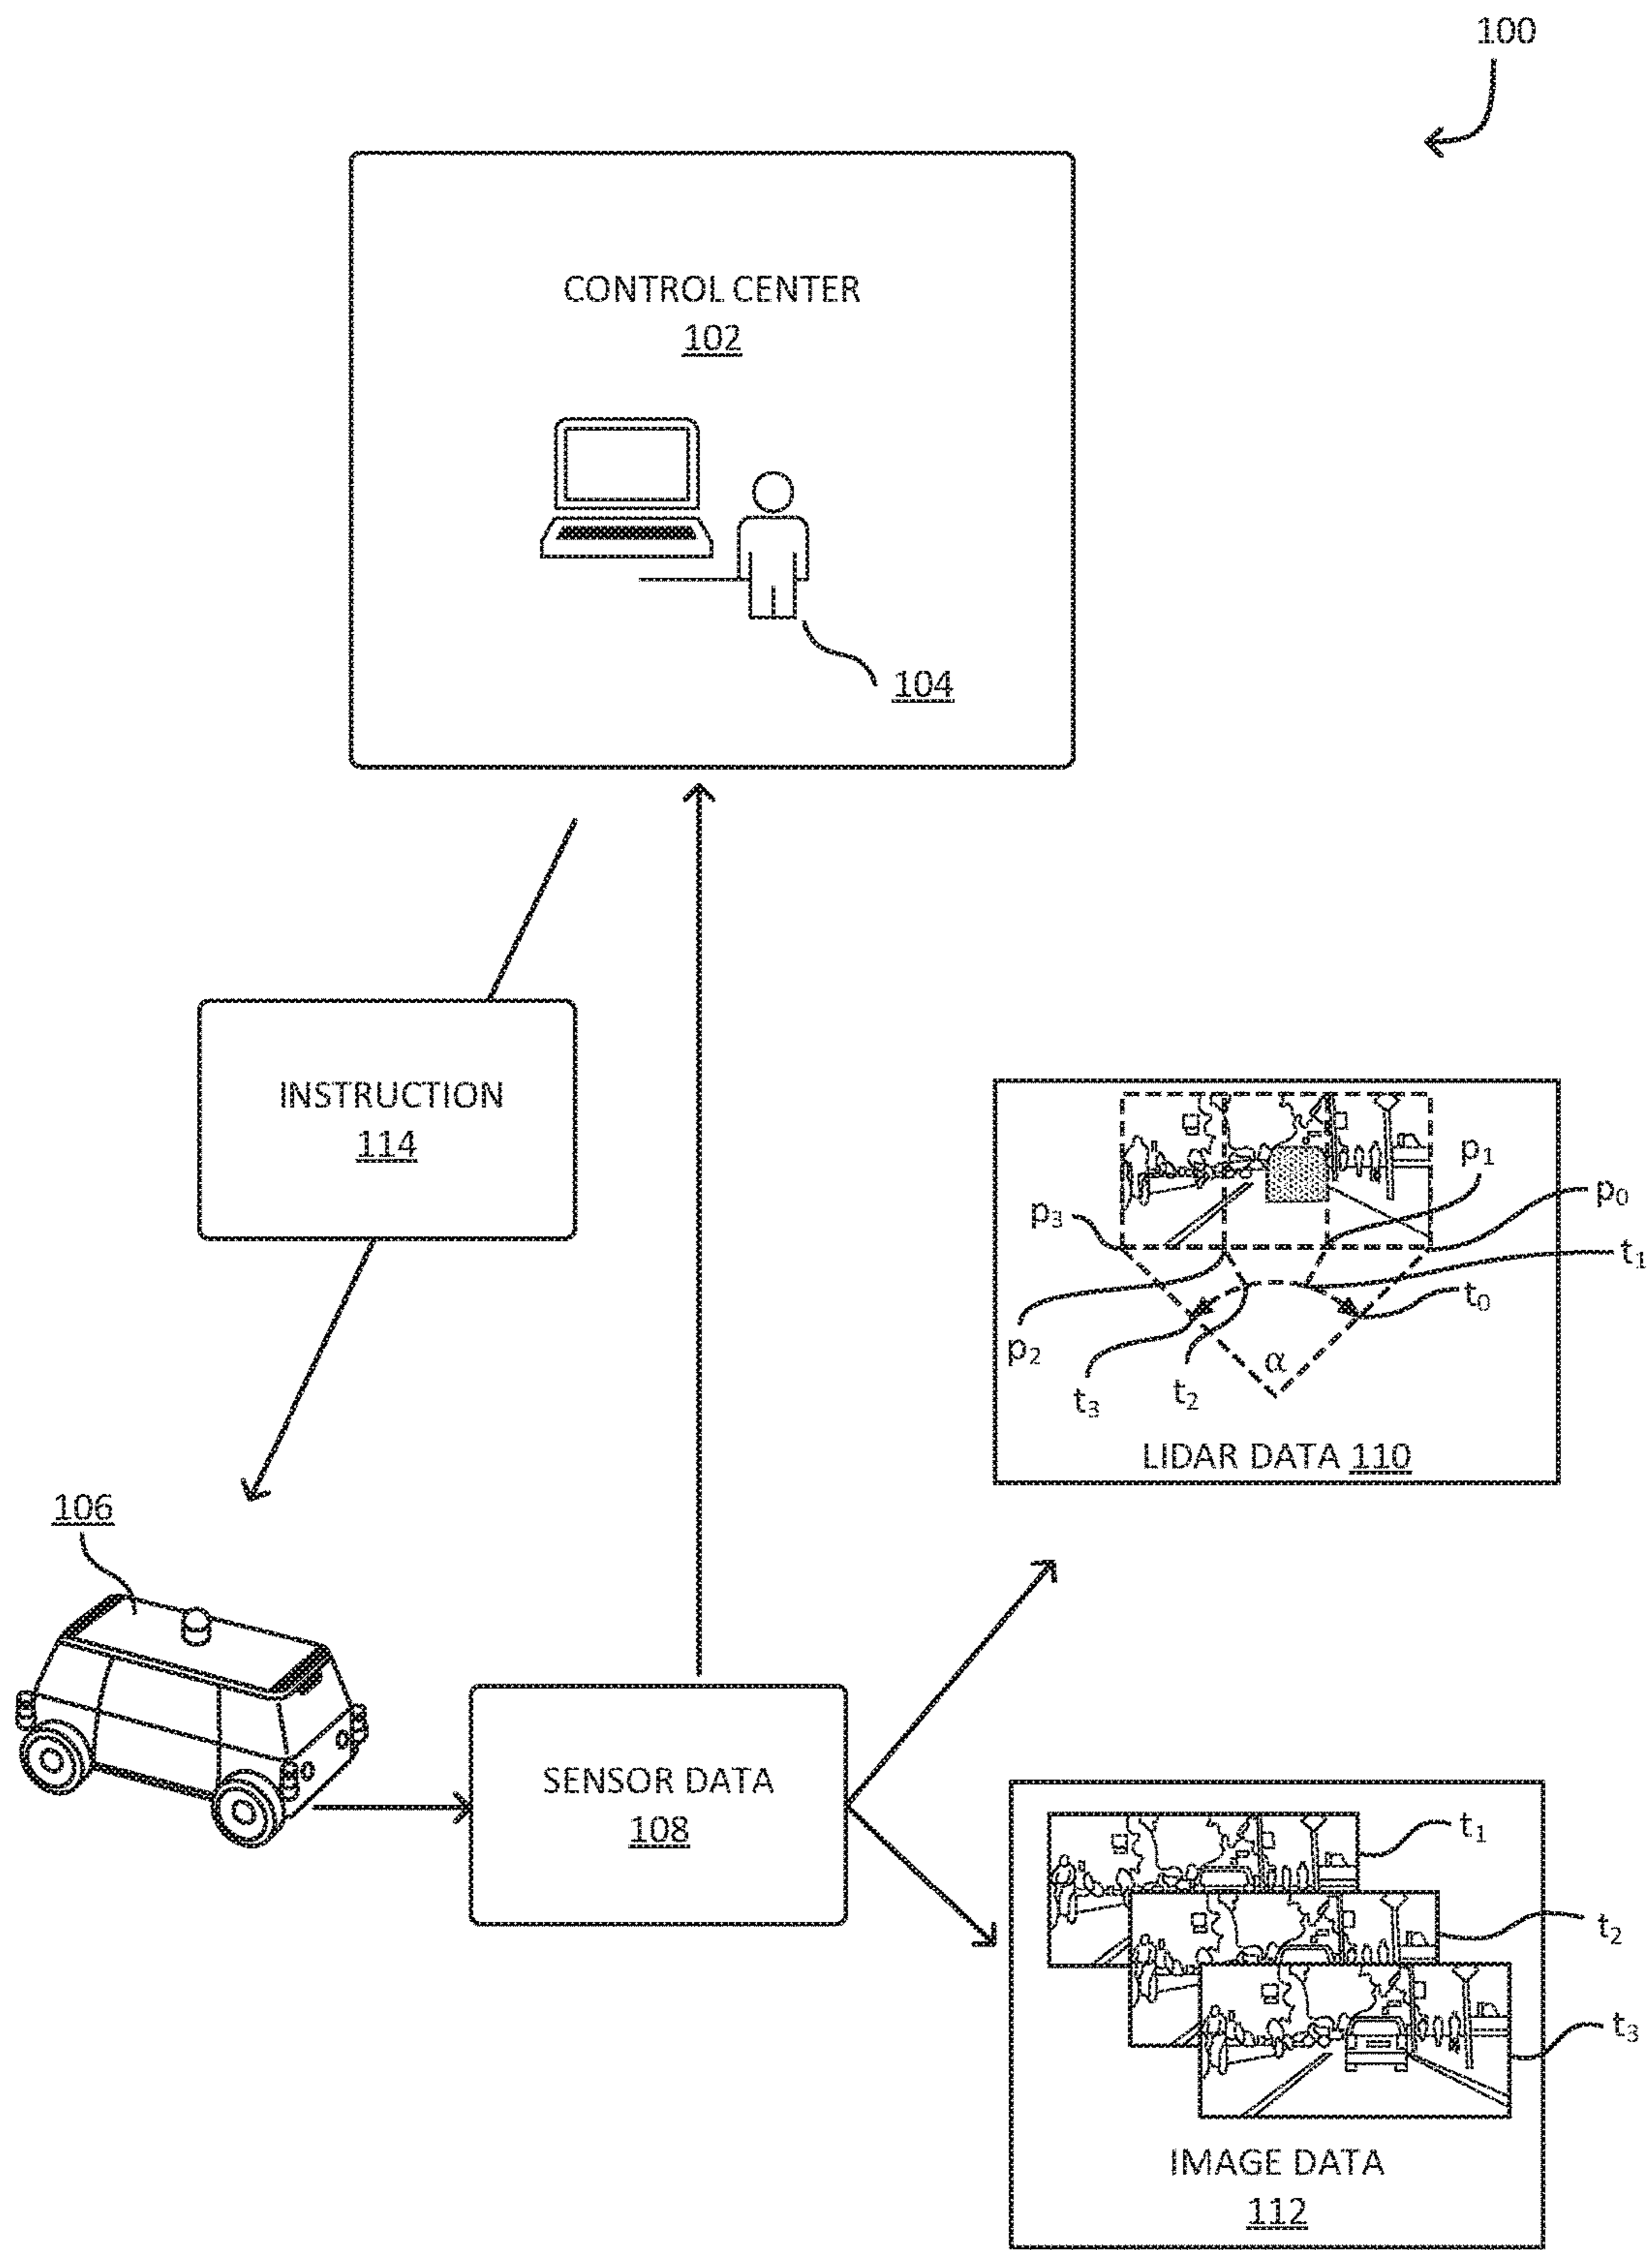 100
CONTROL CENTER
102
104
INSTRUCTION
114
p₁
p₀
p₃
t₁
t₀
p₂
α
t₃
t₂
LIDAR DATA 110
106
SENSOR DATA
108
t₁
t₂
t₃
IMAGE DATA
112